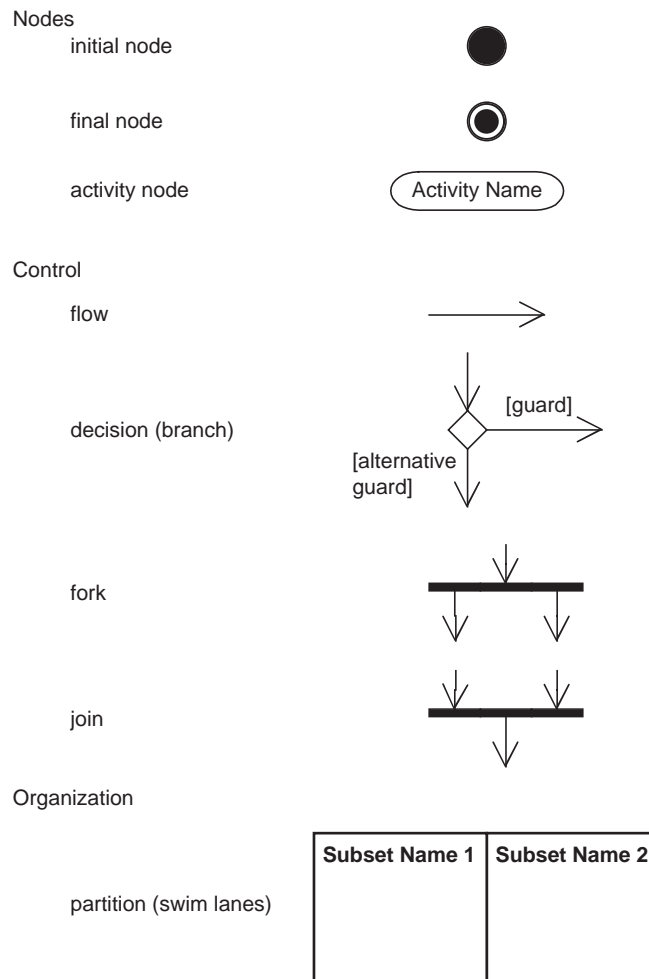 Nodes
initial node
final node
activity node
Activity Name
Control
flow
decision (branch)
[guard]
[alternative
guard]
fork
join
Organization
Subset Name 1
Subset Name 2
partition (swim lanes)